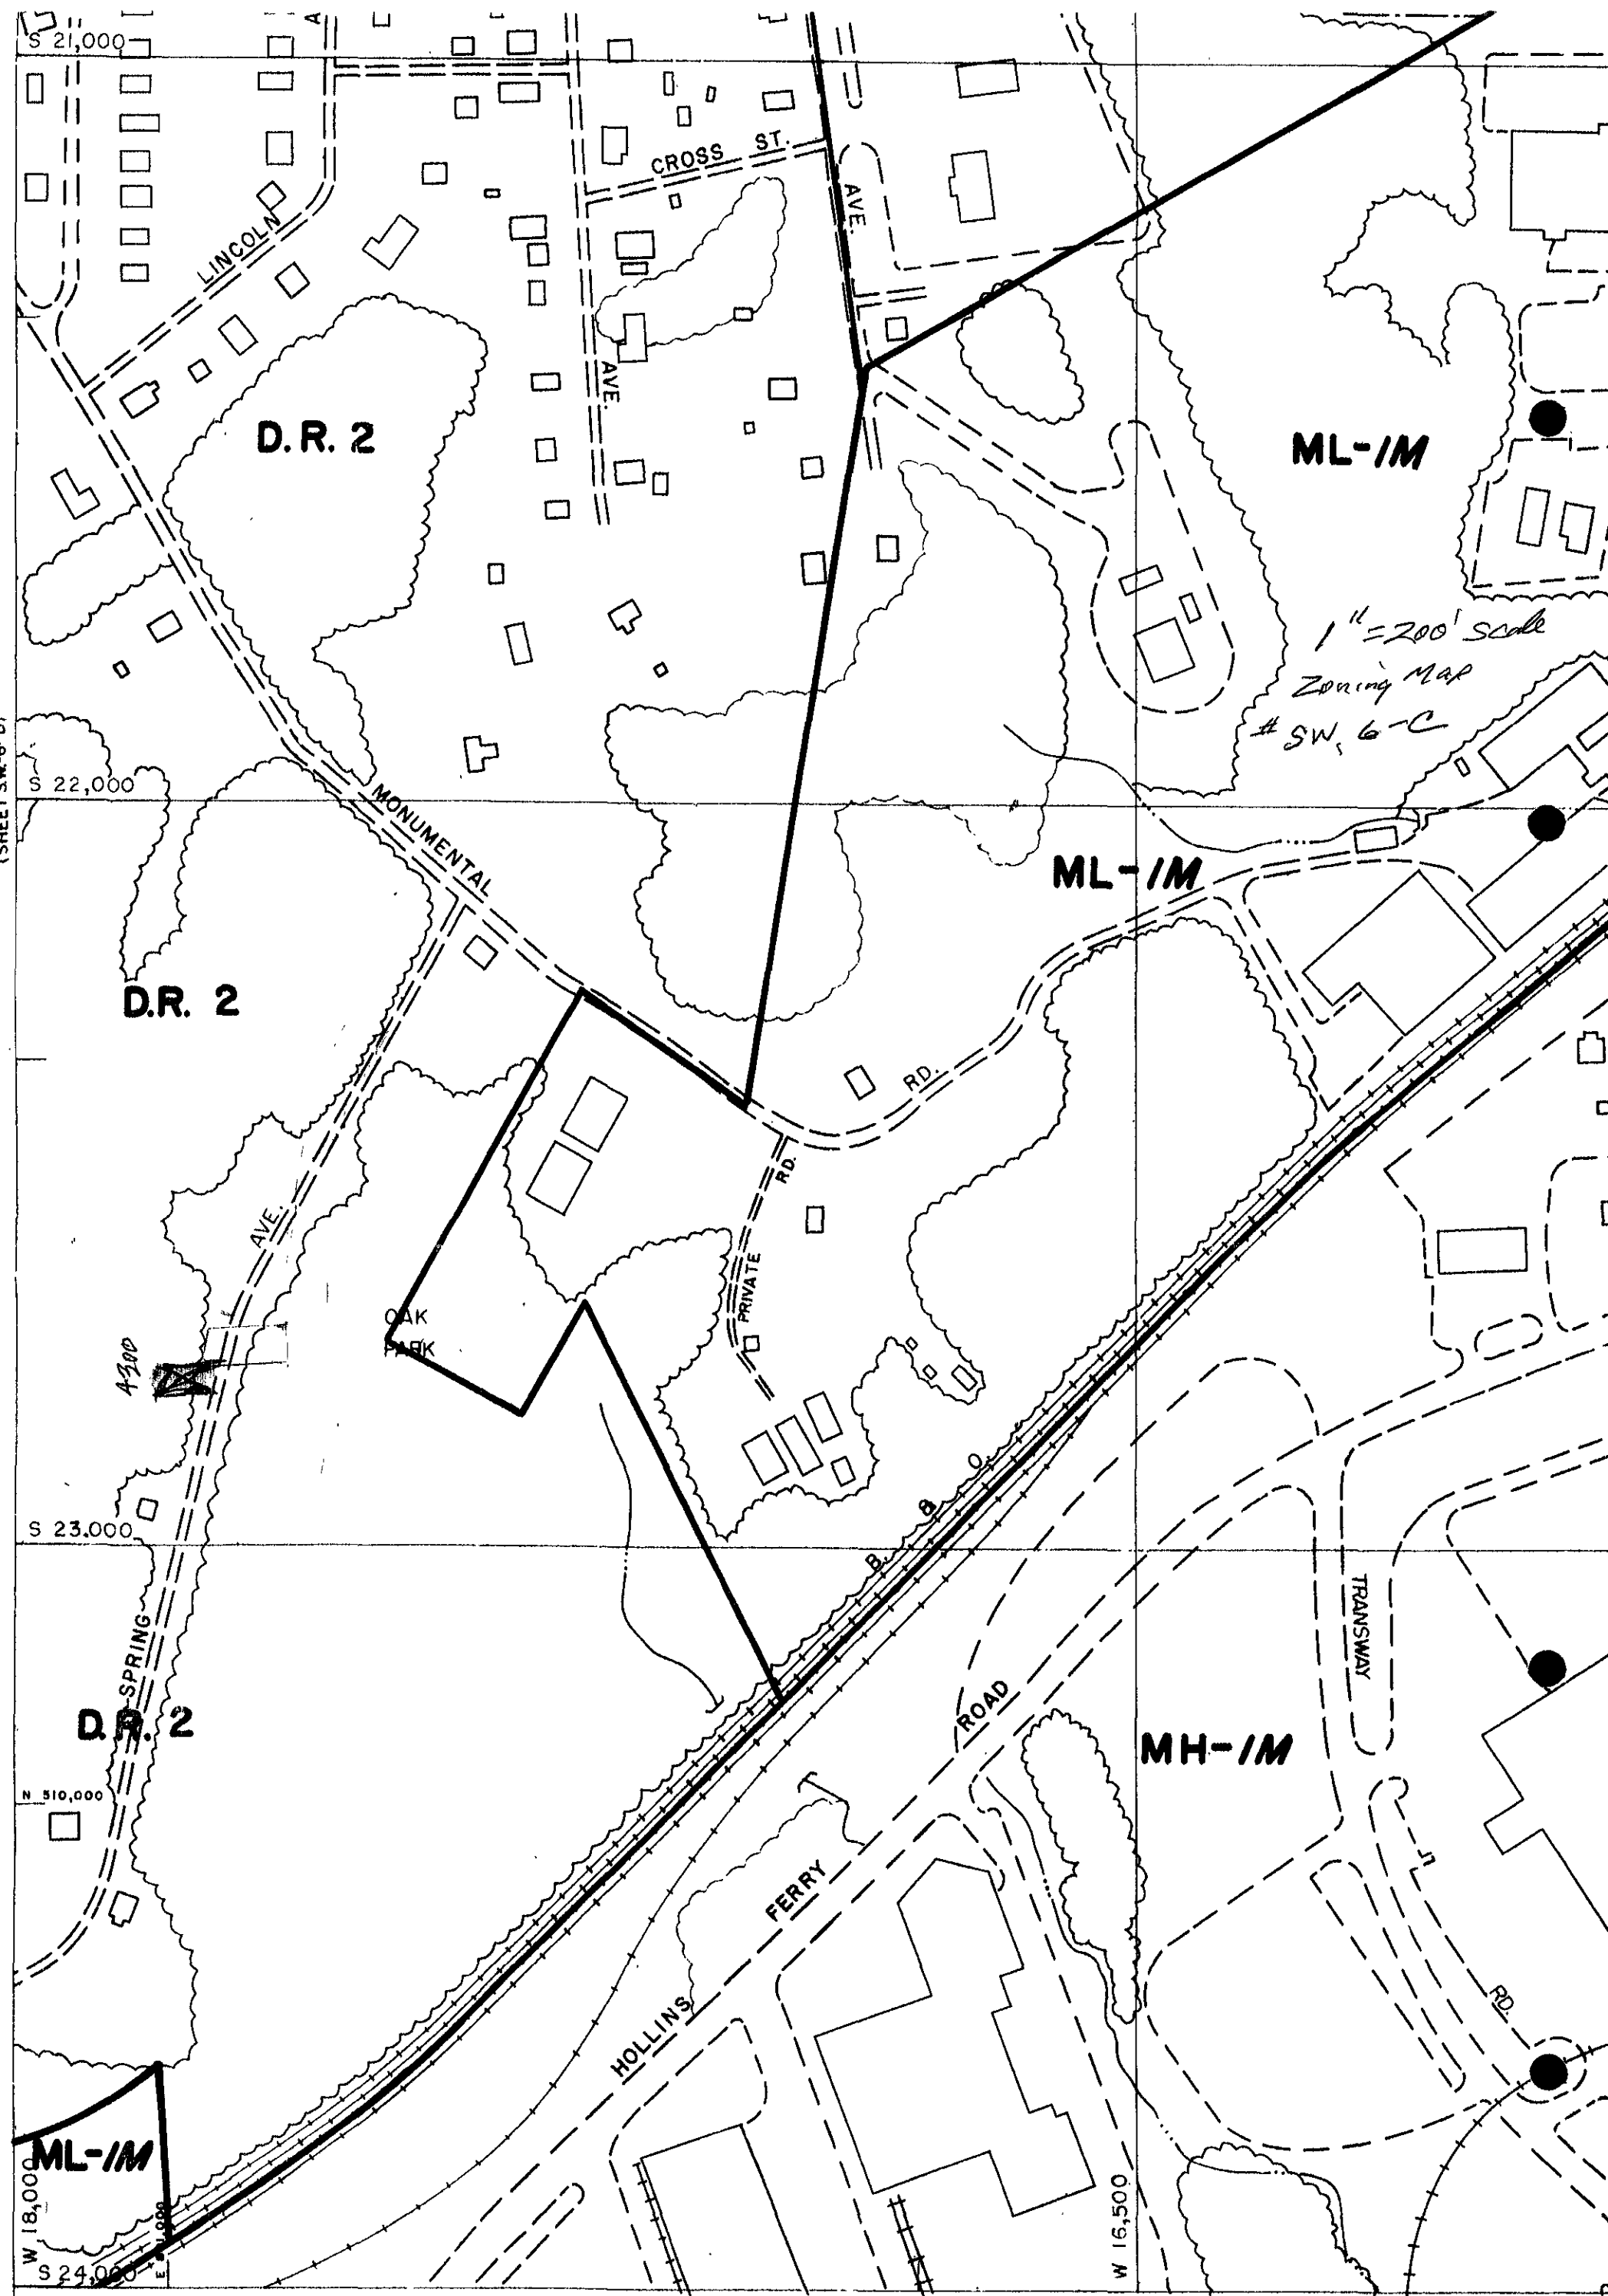 S 21,000
A
CROSS ST.
AVE.
LINCOLN
AVE.
D.R. 2
ML-IM
1"=200' scale
Zoning Map
# SW. 6-C
S 22,000
MONUMENTAL
ML-IM
D.R. 2
RD.
RD.
AVE.
PRIVATE
OAK
PARK
4300
B. & O.
S 23,000
TRANSWAY
SPRING
ROAD
D.R. 2
MH-IM
N 510,000
FERRY
RD.
HOLLINS
ML-IM
W 18,000
W 16,500
S 24,000